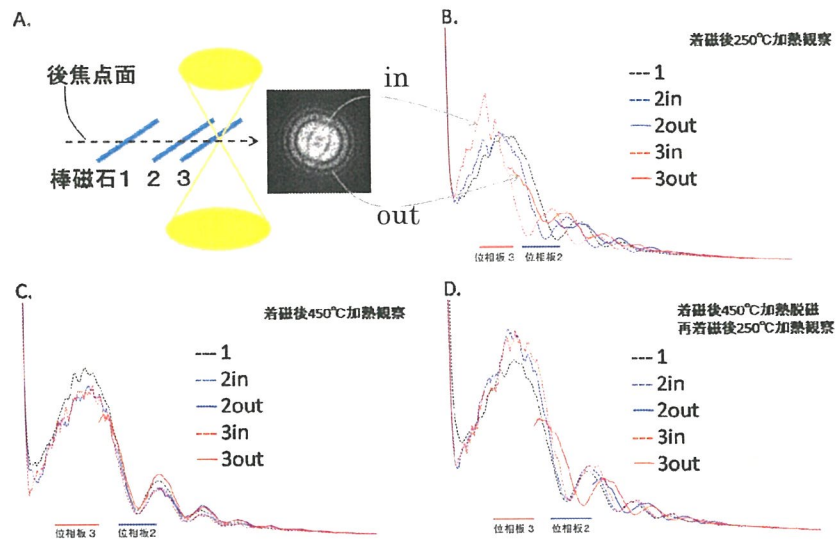 A.
後焦点面
棒磁石1 2 3
in
out
B.
着磁後250℃加熱観察
1
2in
2out
3in
3out
位相板3 位相板2
C.
着磁後450℃加熱観察
1
2in
2out
3in
3out
位相板3 位相板2
D.
着磁後450℃加熱脱磁
再着磁後250℃加熱観察
1
2in
2out
3in
3out
位相板3 位相板2